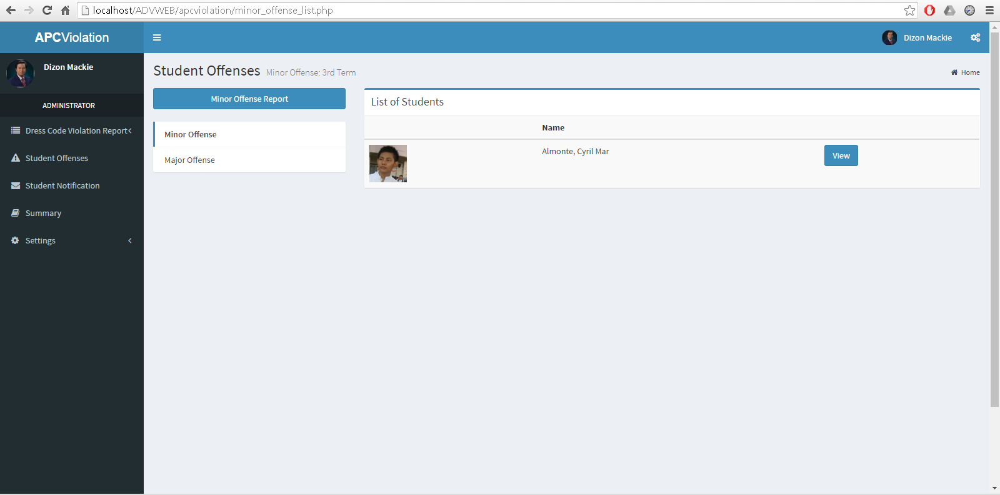 localhost/ADVWEB/apcviolation/minor_offense_list.php
APCViolation
Dizon Mackie
Dizon Mackie
ADMINISTRATOR
Dress Code Violation Report
Student Offenses
Student Notification
Summary
Settings
Student Offenses Minor Offense: 3rd Term
Home
Minor Offense Report
Minor Offense
Major Offense
List of Students
Name
Almonte, Cyril Mar
View